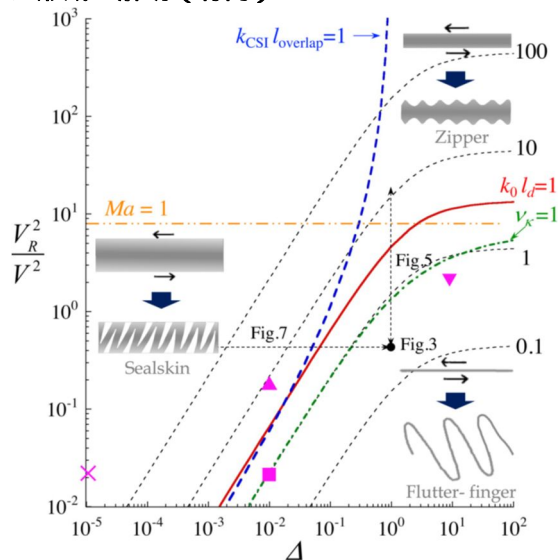 k_CSI l_overlap=1
100
Zipper
10
k_0 l_d=1
Ma = 1
ν_κ=1
V_R^2
V^2
Fig.5
1
Fig.7
Fig.3
Sealskin
0.1
Flutter- finger
10^3
10^2
10^1
10^0
10^-1
10^-2
10^-5
10^-4
10^-3
10^-2
10^-1
10^0
10^1
10^2
Δ